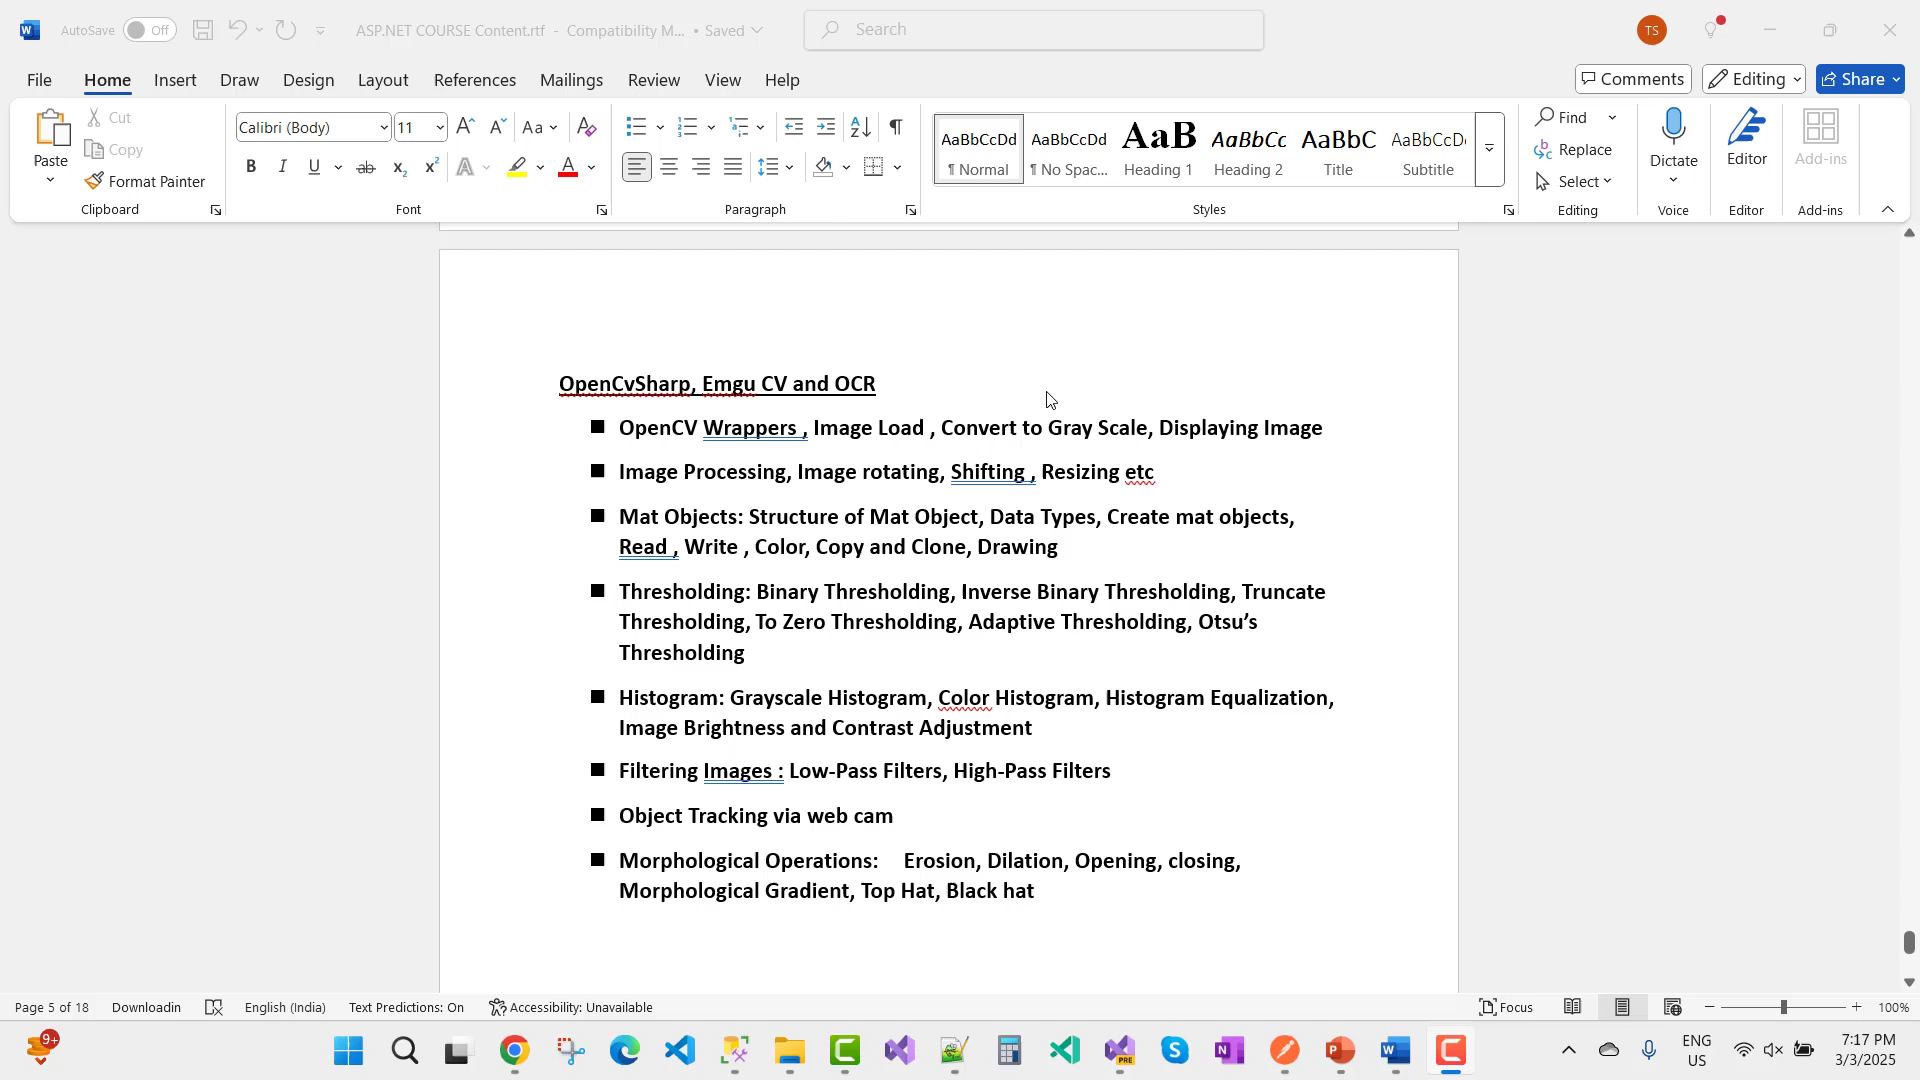 AutoSave Off ASP.NET COURSE Content.rtf - Compatibility M... • Saved Search TS
File Home Insert Draw Design Layout References Mailings Review View Help Comments Editing Share
Paste Cut Copy Format Painter Clipboard
Calibri (Body) 11 Font
Paragraph
AaBbCcDd ¶ Normal AaBbCcDd ¶ No Spac... AaB Heading 1 AaBbCc Heading 2 AaBbC Title AaBbCcD Subtitle Styles
Find Replace Select Editing
Dictate Voice
Editor Editor
Add-ins Add-ins
OpenCvSharp, Emgu CV and OCR
■ OpenCV Wrappers , Image Load , Convert to Gray Scale, Displaying Image
■ Image Processing, Image rotating, Shifting , Resizing etc
■ Mat Objects: Structure of Mat Object, Data Types, Create mat objects,
Read , Write , Color, Copy and Clone, Drawing
■ Thresholding: Binary Thresholding, Inverse Binary Thresholding, Truncate
Thresholding, To Zero Thresholding, Adaptive Thresholding, Otsu’s
Thresholding
■ Histogram: Grayscale Histogram, Color Histogram, Histogram Equalization,
Image Brightness and Contrast Adjustment
■ Filtering Images : Low-Pass Filters, High-Pass Filters
■ Object Tracking via web cam
■ Morphological Operations: Erosion, Dilation, Opening, closing,
Morphological Gradient, Top Hat, Black hat
Page 5 of 18 Downloadin English (India) Text Predictions: On Accessibility: Unavailable Focus 100%
9+ PRE ENG US 7:17 PM 3/3/2025